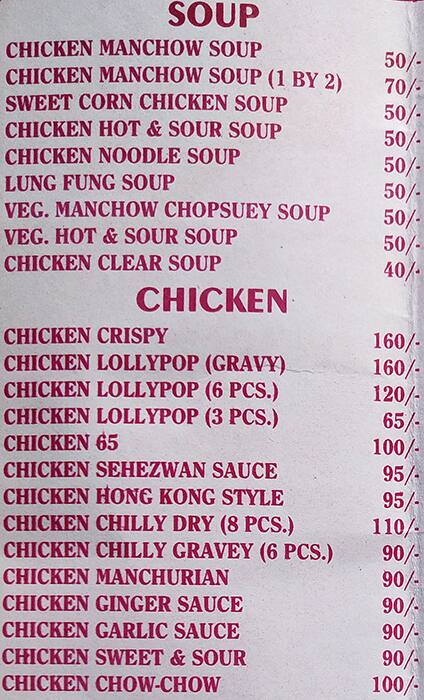 SOUP
CHICKEN MANCHOW SOUP 50/-
CHICKEN MANCHOW SOUP (1 BY 2) 70/-
SWEET CORN CHICKEN SOUP 50/-
CHICKEN HOT & SOUR SOUP 50/-
CHICKEN NOODLE SOUP 50/-
LUNG FUNG SOUP 50/-
VEG. MANCHOW CHOPSUEY SOUP 50/-
VEG. HOT & SOUR SOUP 50/-
CHICKEN CLEAR SOUP 40/-
CHICKEN
CHICKEN CRISPY 160/-
CHICKEN LOLLYPOP (GRAVY) 160/-
CHICKEN LOLLYPOP (6 PCS.) 120/-
CHICKEN LOLLYPOP (3 PCS.) 65/-
CHICKEN 65 100/-
CHICKEN SEHEZWAN SAUCE 95/-
CHICKEN HONG KONG STYLE 95/-
CHICKEN CHILLY DRY (8 PCS.) 110/-
CHICKEN CHILLY GRAVEY (6 PCS.) 90/-
CHICKEN MANCHURIAN 90/-
CHICKEN GINGER SAUCE 90/-
CHICKEN GARLIC SAUCE 90/-
CHICKEN SWEET & SOUR 90/-
CHICKEN CHOW-CHOW 100/-